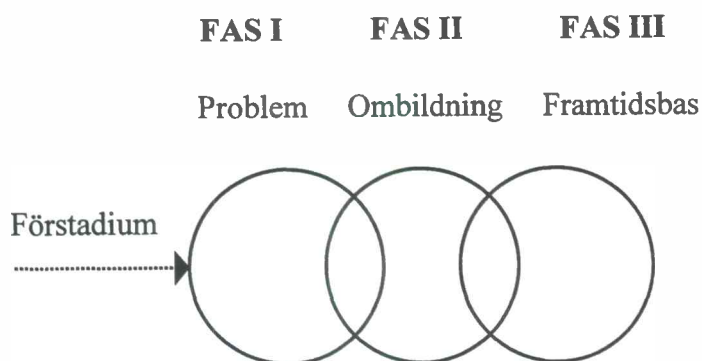 FAS I FAS II FAS III
Problem Ombildning Framtidsbas
Förstadium